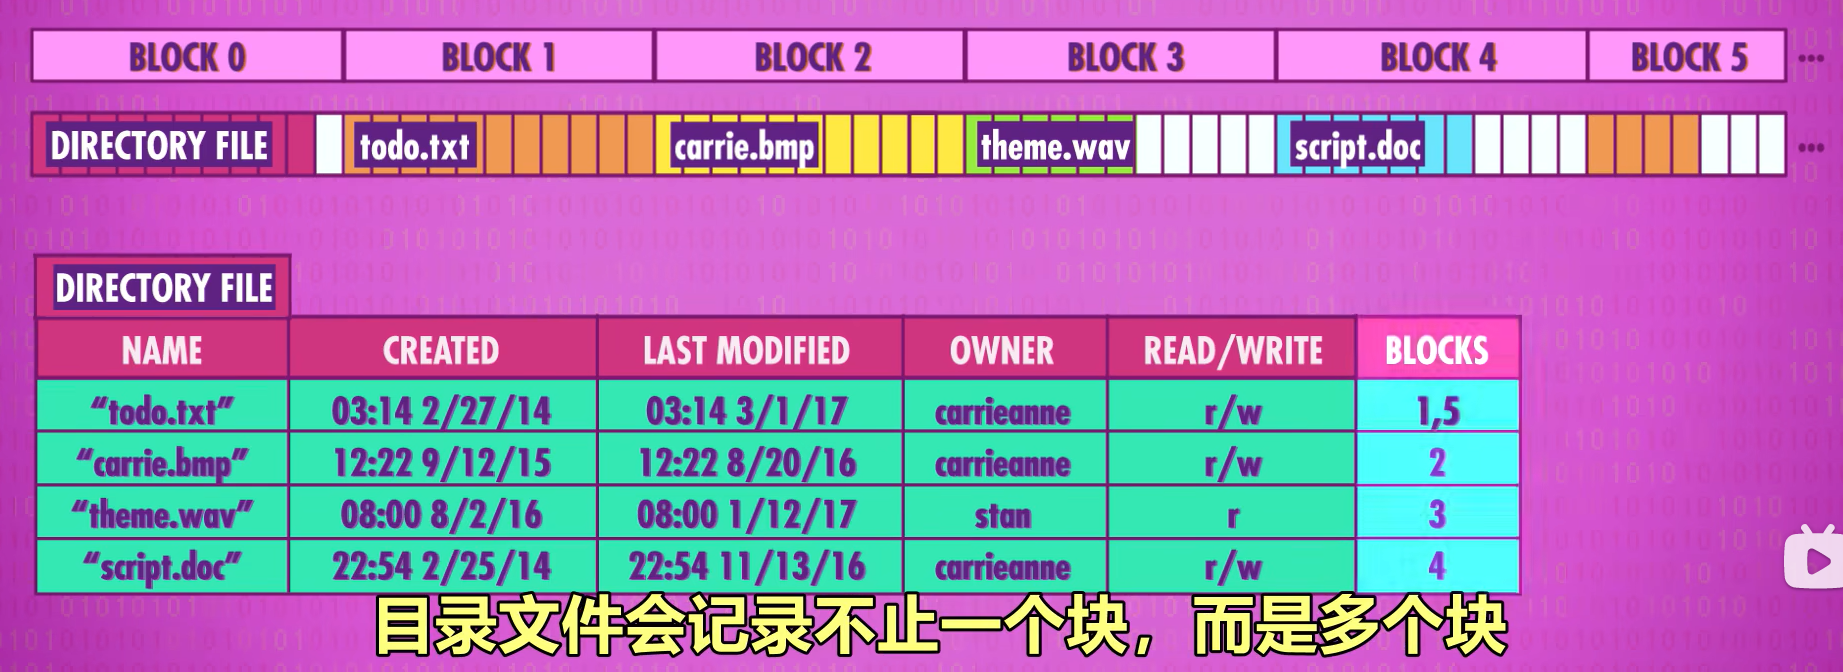 BLOCK 0 BLOCK 1 BLOCK 2 BLOCK 3 BLOCK 4 BLOCK 5 ...
DIRECTORY FILE todo.txt carrie.bmp theme.wav script.doc ...
DIRECTORY FILE
NAME CREATED LAST MODIFIED OWNER READ/WRITE BLOCKS
“todo.txt” 03:14 2/27/14 03:14 3/1/17 carrieanne r/w 1,5
“carrie.bmp” 12:22 9/12/15 12:22 8/20/16 carrieanne r/w 2
“theme.wav” 08:00 8/2/16 08:00 1/12/17 stan r 3
“script.doc” 22:54 2/25/14 22:54 11/13/16 carrieanne r/w 4
目录文件会记录不止一个块，而是多个块